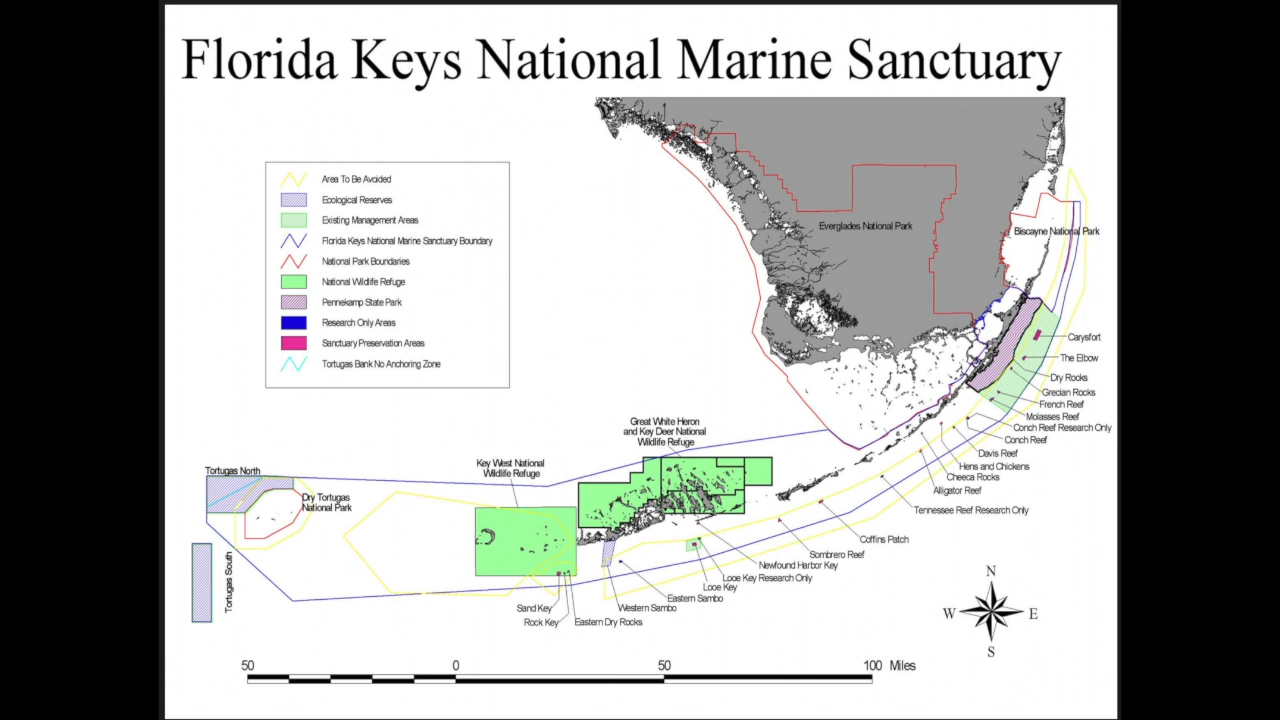 Florida Keys National Marine Sanctuary
Area To Be Avoided
Ecological Reserves
Existing Management Areas
Florida Keys National Marine Sanctuary Boundary
National Park Boundaries
National Wildlife Refuge
Pennekamp State Park
Research Only Areas
Sanctuary Preservation Areas
Tortugas Bank No Anchoring Zone
Everglades National Park
Biscayne National Park
Carysfort
The Elbow
Dry Rocks
Grecian Rocks
French Reef
Molasses Reef
Conch Reef Research Only
Conch Reef
Davis Reef
Hens and Chickens
Cheeca Rocks
Alligator Reef
Tennessee Reef Research Only
Coffins Patch
Sombrero Reef
Newfound Harbor Key
Looe Key Research Only
Looe Key
Eastern Sambo
Western Sambo
Eastern Dry Rocks
Rock Key
Sand Key
Great White Heron
and Key Deer National
Wildlife Refuge
Key West National
Wildlife Refuge
Tortugas North
Dry Tortugas
National Park
Tortugas South
N
W
E
S
50
0
50
100 Miles